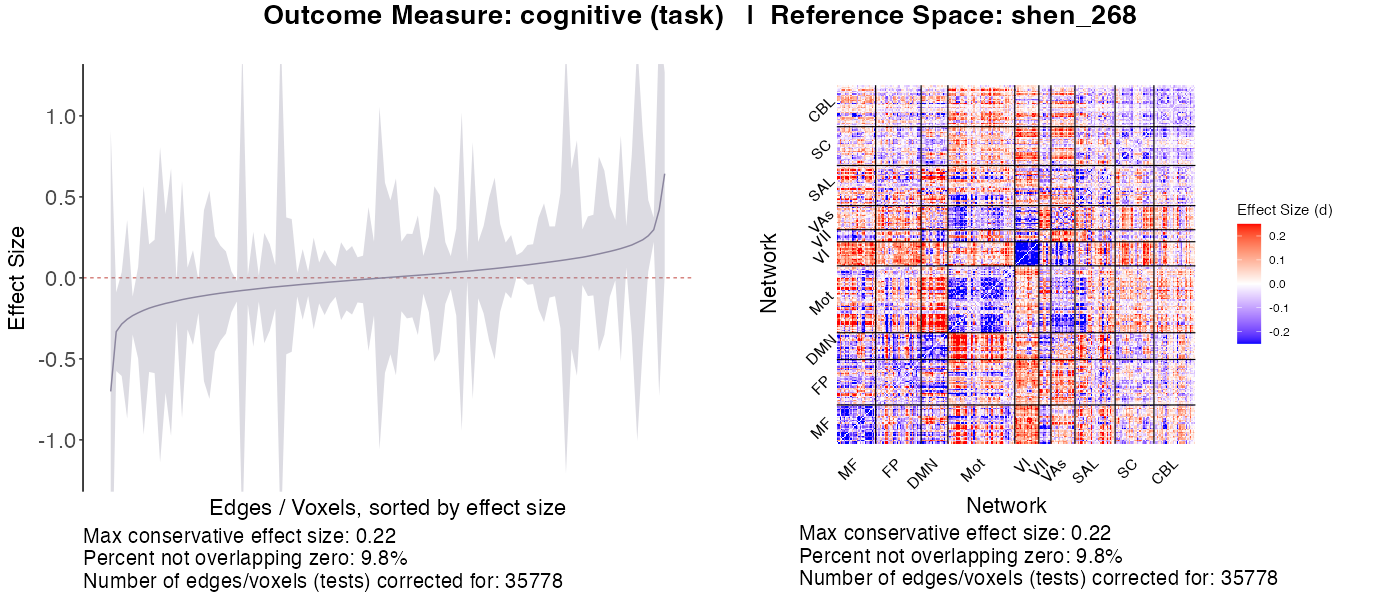 Outcome Measure: cognitive (task) | Reference Space: shen_268
Effect Size
1.0
0.5
0.0
-0.5
-1.0
Edges / Voxels, sorted by effect size
Max conservative effect size: 0.22
Percent not overlapping zero: 9.8%
Number of edges/voxels (tests) corrected for: 35778
Network
CBL
SC
SAL
VAs
VII
VI
Mot
DMN
FP
MF
MF
FP
DMN
Mot
VI
VII
VAs
SAL
SC
CBL
Network
Effect Size (d)
0.2
0.1
0.0
-0.1
-0.2
Max conservative effect size: 0.22
Percent not overlapping zero: 9.8%
Number of edges/voxels (tests) corrected for: 35778